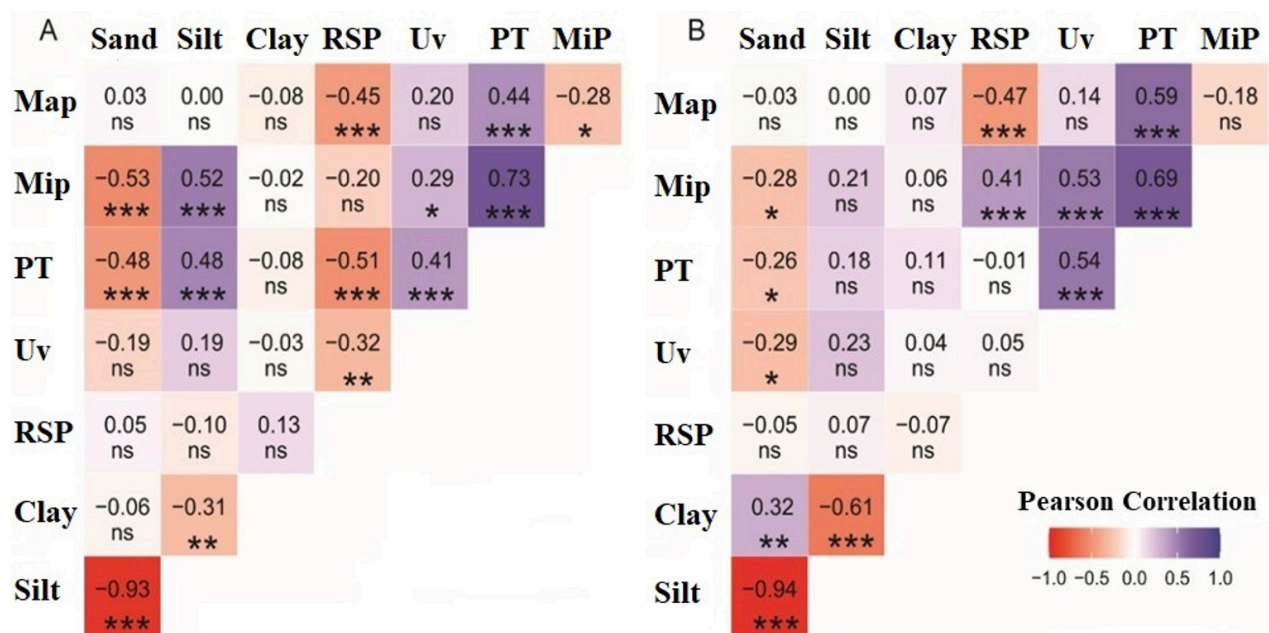 A Sand Silt Clay RSP Uv PT MiP
Map 0.03 0.00 −0.08 −0.45 0.20 0.44 −0.28
ns ns ns *** ns *** *
Mip −0.53 0.52 −0.02 −0.20 0.29 0.73
*** *** ns ns * ***
PT −0.48 0.48 −0.08 −0.51 0.41
*** *** ns *** ***
Uv −0.19 0.19 −0.03 −0.32
ns ns ns **
RSP 0.05 −0.10 0.13
ns ns ns
Clay −0.06 −0.31
ns **
Silt −0.93
***
B Sand Silt Clay RSP Uv PT MiP
Map −0.03 0.00 0.07 −0.47 0.14 0.59 −0.18
ns ns ns *** ns *** ns
Mip −0.28 0.21 0.06 0.41 0.53 0.69
* ns ns *** *** ***
PT −0.26 0.18 0.11 −0.01 0.54
* ns ns ns ***
Uv −0.29 0.23 0.04 0.05
* ns ns ns
RSP −0.05 0.07 −0.07
ns ns ns
Clay 0.32 −0.61
** ***
Silt −0.94
***
Pearson Correlation
−1.0 −0.5 0.0 0.5 1.0